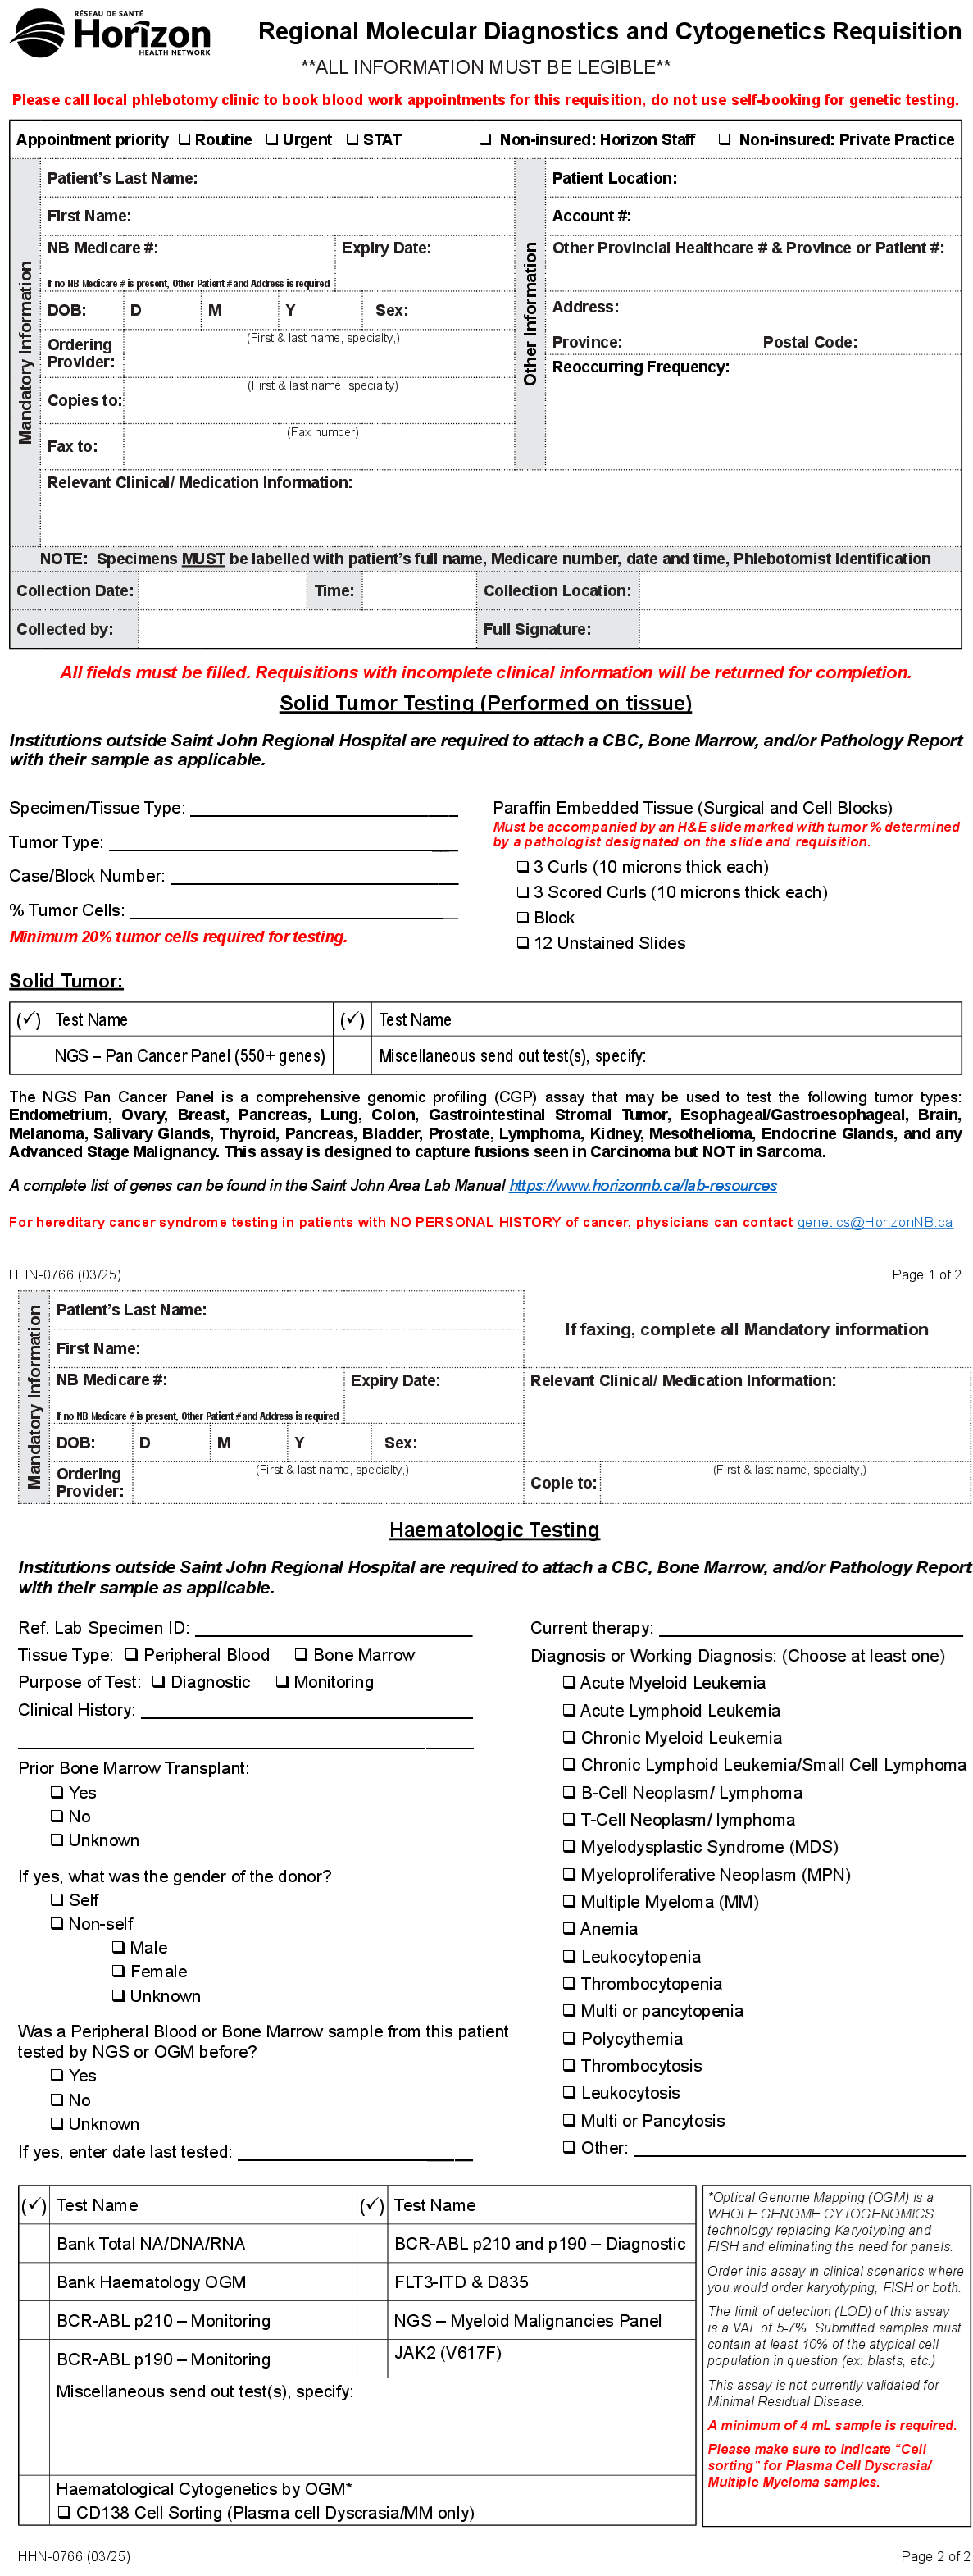 RÉSEAU DE SANTÉ
Horizon
HEALTH NETWORK
Regional Molecular Diagnostics and Cytogenetics Requisition
**ALL INFORMATION MUST BE LEGIBLE**
Please call local phlebotomy clinic to book blood work appointments for this requisition, do not use self-booking for genetic testing.
Appointment priority ❑ Routine ❑ Urgent ❑ STAT ❑ Non-insured: Horizon Staff ❑ Non-insured: Private Practice
Mandatory Information
Patient's Last Name:
First Name:
NB Medicare #: Expiry Date:
If no NB Medicare # is present, Other Patient # and Address is required
DOB: D M Y Sex:
Ordering Provider: (First & last name, specialty,)
Copies to: (First & last name, specialty)
Fax to: (Fax number)
Other Information
Patient Location:
Account #:
Other Provincial Healthcare # & Province or Patient #:
Address:
Province: Postal Code:
Reoccurring Frequency:
Relevant Clinical/ Medication Information:
NOTE: Specimens MUST be labelled with patient's full name, Medicare number, date and time, Phlebotomist Identification
Collection Date: Time: Collection Location:
Collected by: Full Signature:
All fields must be filled. Requisitions with incomplete clinical information will be returned for completion.
Solid Tumor Testing (Performed on tissue)
Institutions outside Saint John Regional Hospital are required to attach a CBC, Bone Marrow, and/or Pathology Report
with their sample as applicable.
Specimen/Tissue Type: ____
Tumor Type: ____
Case/Block Number: ____
% Tumor Cells: ____
Minimum 20% tumor cells required for testing.
Paraffin Embedded Tissue (Surgical and Cell Blocks)
Must be accompanied by an H&E slide marked with tumor % determined
by a pathologist designated on the slide and requisition.
❑ 3 Curls (10 microns thick each)
❑ 3 Scored Curls (10 microns thick each)
❑ Block
❑ 12 Unstained Slides
Solid Tumor:
(✓) Test Name (✓) Test Name
NGS – Pan Cancer Panel (550+ genes) Miscellaneous send out test(s), specify:
The NGS Pan Cancer Panel is a comprehensive genomic profiling (CGP) assay that may be used to test the following tumor types:
Endometrium, Ovary, Breast, Pancreas, Lung, Colon, Gastrointestinal Stromal Tumor, Esophageal/Gastroesophageal, Brain,
Melanoma, Salivary Glands, Thyroid, Pancreas, Bladder, Prostate, Lymphoma, Kidney, Mesothelioma, Endocrine Glands, and any
Advanced Stage Malignancy. This assay is designed to capture fusions seen in Carcinoma but NOT in Sarcoma.
A complete list of genes can be found in the Saint John Area Lab Manual https://www.horizonnb.ca/lab-resources
For hereditary cancer syndrome testing in patients with NO PERSONAL HISTORY of cancer, physicians can contact genetics@HorizonNB.ca
HHN-0766 (03/25) Page 1 of 2
Mandatory Information
Patient's Last Name:
First Name:
If faxing, complete all Mandatory information
NB Medicare #: Expiry Date:
If no NB Medicare # is present, Other Patient # and Address is required
Relevant Clinical/ Medication Information:
DOB: D M Y Sex:
Ordering Provider: (First & last name, specialty,)
Copie to: (First & last name, specialty,)
Haematologic Testing
Institutions outside Saint John Regional Hospital are required to attach a CBC, Bone Marrow, and/or Pathology Report
with their sample as applicable.
Ref. Lab Specimen ID: ____
Tissue Type: ❑ Peripheral Blood ❑ Bone Marrow
Purpose of Test: ❑ Diagnostic ❑ Monitoring
Clinical History: ____
Prior Bone Marrow Transplant:
❑ Yes
❑ No
❑ Unknown
If yes, what was the gender of the donor?
❑ Self
❑ Non-self
❑ Male
❑ Female
❑ Unknown
Was a Peripheral Blood or Bone Marrow sample from this patient
tested by NGS or OGM before?
❑ Yes
❑ No
❑ Unknown
If yes, enter date last tested: ____
Current therapy: ____
Diagnosis or Working Diagnosis: (Choose at least one)
❑ Acute Myeloid Leukemia
❑ Acute Lymphoid Leukemia
❑ Chronic Myeloid Leukemia
❑ Chronic Lymphoid Leukemia/Small Cell Lymphoma
❑ B-Cell Neoplasm/ Lymphoma
❑ T-Cell Neoplasm/ lymphoma
❑ Myelodysplastic Syndrome (MDS)
❑ Myeloproliferative Neoplasm (MPN)
❑ Multiple Myeloma (MM)
❑ Anemia
❑ Leukocytopenia
❑ Thrombocytopenia
❑ Multi or pancytopenia
❑ Polycythemia
❑ Thrombocytosis
❑ Leukocytosis
❑ Multi or Pancytosis
❑ Other: ____
(✓) Test Name (✓) Test Name
Bank Total NA/DNA/RNA BCR-ABL p210 and p190 – Diagnostic
Bank Haematology OGM FLT3-ITD & D835
BCR-ABL p210 – Monitoring NGS – Myeloid Malignancies Panel
BCR-ABL p190 – Monitoring JAK2 (V617F)
Miscellaneous send out test(s), specify:
Haematological Cytogenetics by OGM*
❑ CD138 Cell Sorting (Plasma cell Dyscrasia/MM only)
*Optical Genome Mapping (OGM) is a
WHOLE GENOME CYTOGENOMICS
technology replacing Karyotyping and
FISH and eliminating the need for panels.
Order this assay in clinical scenarios where
you would order karyotyping, FISH or both.
The limit of detection (LOD) of this assay
is a VAF of 5-7%. Submitted samples must
contain at least 10% of the atypical cell
population in question (ex: blasts, etc.)
This assay is not currently validated for
Minimal Residual Disease.
A minimum of 4 mL sample is required.
Please make sure to indicate “Cell
sorting” for Plasma Cell Dyscrasia/
Multiple Myeloma samples.
HHN-0766 (03/25) Page 2 of 2